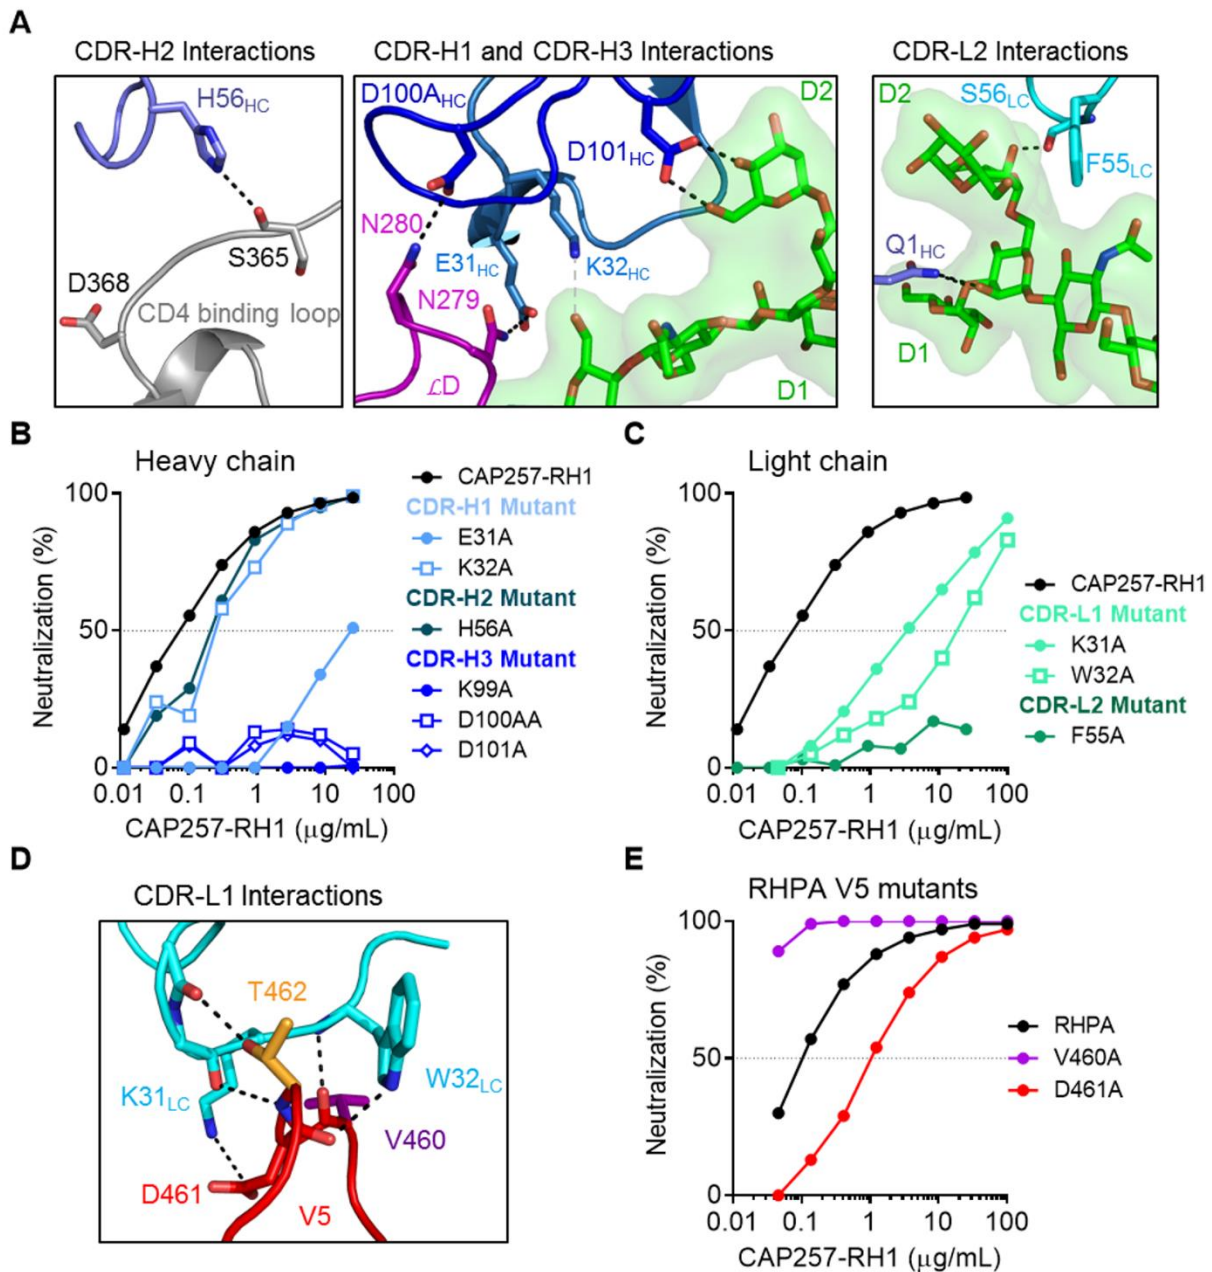 A
CDR-H2 Interactions
CDR-H1 and CDR-H3 Interactions
CDR-L2 Interactions
H56HC
D368
S365
CD4 binding loop
D100AHC
D2
D101HC
N280
E31HC
K32HC
N279
ℒD
D1
D2
S56LC
F55LC
Q1HC
D1
B
Heavy chain
100
50
0
0.01
0.1
1
10
100
Neutralization (%)
CAP257-RH1 (μg/mL)
CAP257-RH1
CDR-H1 Mutant
E31A
K32A
CDR-H2 Mutant
H56A
CDR-H3 Mutant
K99A
D100AA
D101A
C
Light chain
100
50
0
0.01
0.1
1
10
100
Neutralization (%)
CAP257-RH1 (μg/mL)
CAP257-RH1
CDR-L1 Mutant
K31A
W32A
CDR-L2 Mutant
F55A
D
CDR-L1 Interactions
T462
K31LC
W32LC
V460
D461
V5
E
RHPA V5 mutants
100
50
0
0.01
0.1
1
10
100
Neutralization (%)
CAP257-RH1 (μg/mL)
RHPA
V460A
D461A